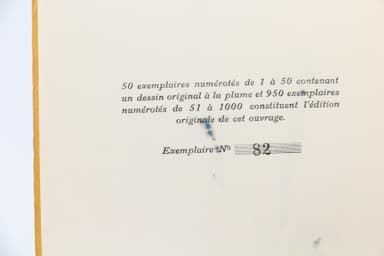 50 exemplaires numérotés de 1 à 50 contenant
un dessin original à la plume et 950 exemplaires
numérotés de 51 à 1000 constituent l'édition
originale de cet ouvrage.
Exemplaire N° 82